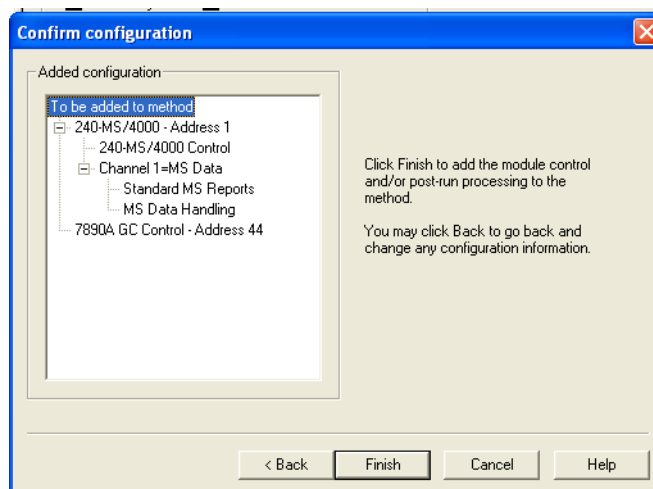 Confirm configuration
Added configuration
To be added to method
240-MS/4000 - Address 1
240-MS/4000 Control
Channel 1=MS Data
Standard MS Reports
MS Data Handling
7890A GC Control - Address 44
Click Finish to add the module control
and/or post-run processing to the
method.
You may click Back to go back and
change any configuration information.
< Back
Finish
Cancel
Help